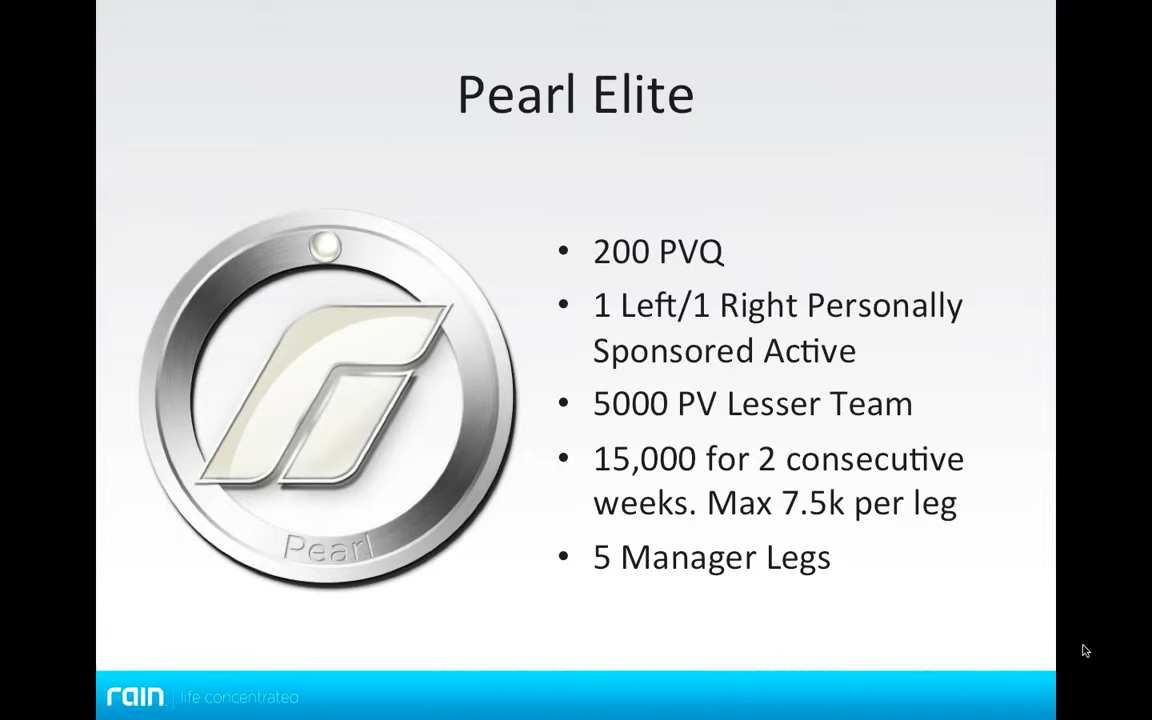 Pearl Elite
• 200 PVQ
• 1 Left/1 Right Personally
Sponsored Active
• 5000 PV Lesser Team
• 15,000 for 2 consecutive
weeks. Max 7.5k per leg
• 5 Manager Legs
Pearl
rain | life concentrated